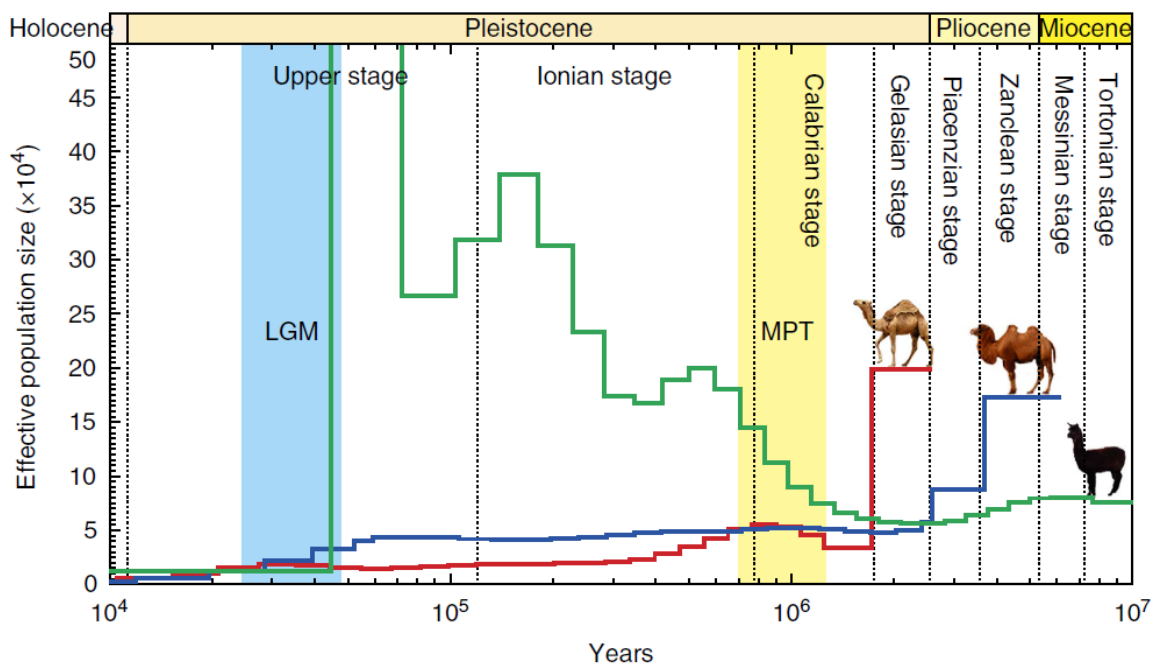 Holocene Pleistocene Pliocene Miocene
Effective population size (×10⁴)
50
45
40
35
30
25
20
15
10
5
0
Upper stage
Ionian stage
Calabrian stage
Gelasian stage
Piacenzian stage
Zanclean stage
Messinian stage
Tortonian stage
LGM
MPT
10⁴ 10⁵ 10⁶ 10⁷
Years